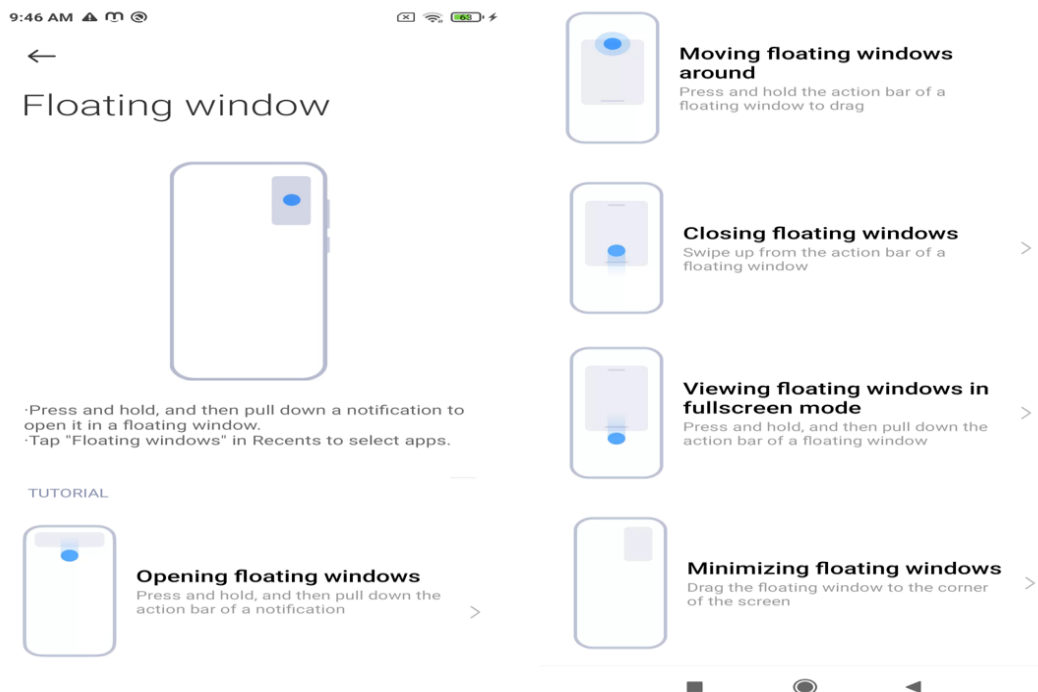 9:46 AM
63
Floating window
·Press and hold, and then pull down a notification to
open it in a floating window.
·Tap "Floating windows" in Recents to select apps.
TUTORIAL
Opening floating windows
Press and hold, and then pull down the
action bar of a notification
Moving floating windows
around
Press and hold the action bar of a
floating window to drag
Closing floating windows
Swipe up from the action bar of a
floating window
Viewing floating windows in
fullscreen mode
Press and hold, and then pull down the
action bar of a floating window
Minimizing floating windows
Drag the floating window to the corner
of the screen